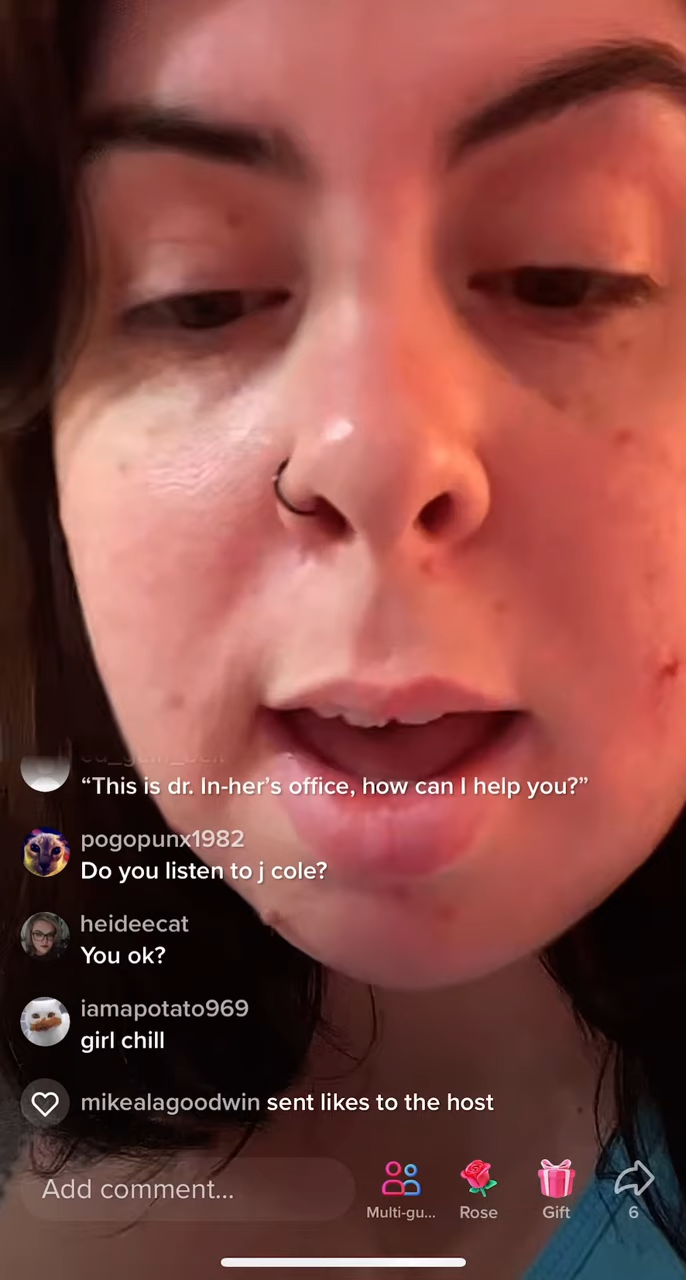 “This is dr. In-her’s office, how can I help you?”
pogopunx1982
Do you listen to j cole?
heideecat
You ok?
iamapotato969
girl chill
mikealagoodwin sent likes to the host
Add comment...
Multi-gu...
Rose
Gift
6